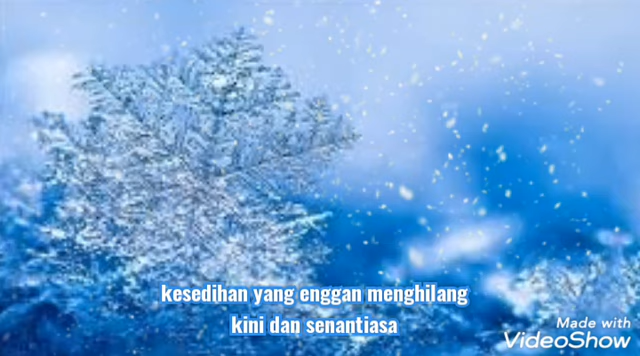 kesedihan yang enggan menghilang
kini dan senantiasa
Made with
VideoShow